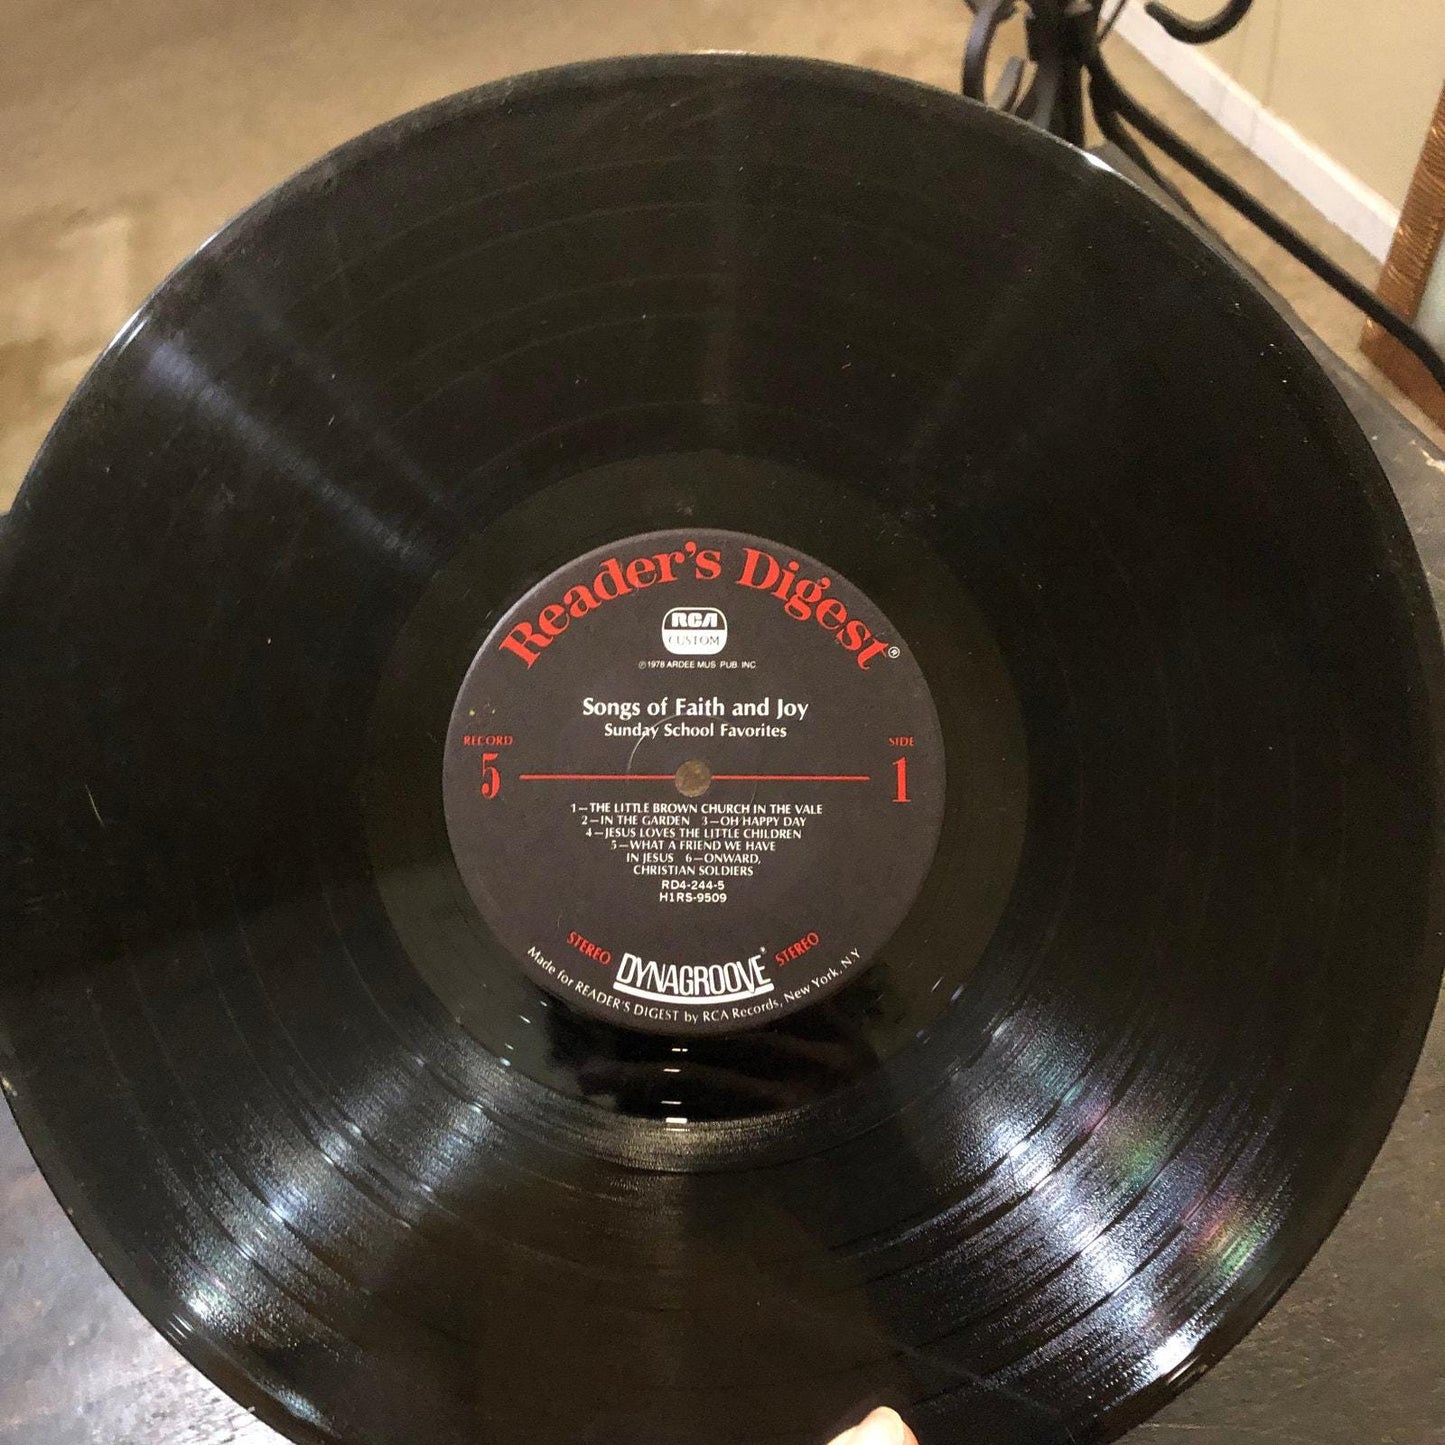 Reader's Digest®
RCA
CUSTOM
℗ 1978 ARDEE MUS. PUB. INC.
Songs of Faith and Joy
Sunday School Favorites
RECORD
5
SIDE
1
1—THE LITTLE BROWN CHURCH IN THE VALE
2—IN THE GARDEN 3—OH HAPPY DAY
4—JESUS LOVES THE LITTLE CHILDREN
5—WHAT A FRIEND WE HAVE
IN JESUS 6—ONWARD,
CHRISTIAN SOLDIERS
RD4-244-5
H1RS-9509
STEREO DYNAGROOVE® STEREO
Made for READER'S DIGEST by RCA Records, New York, N.Y